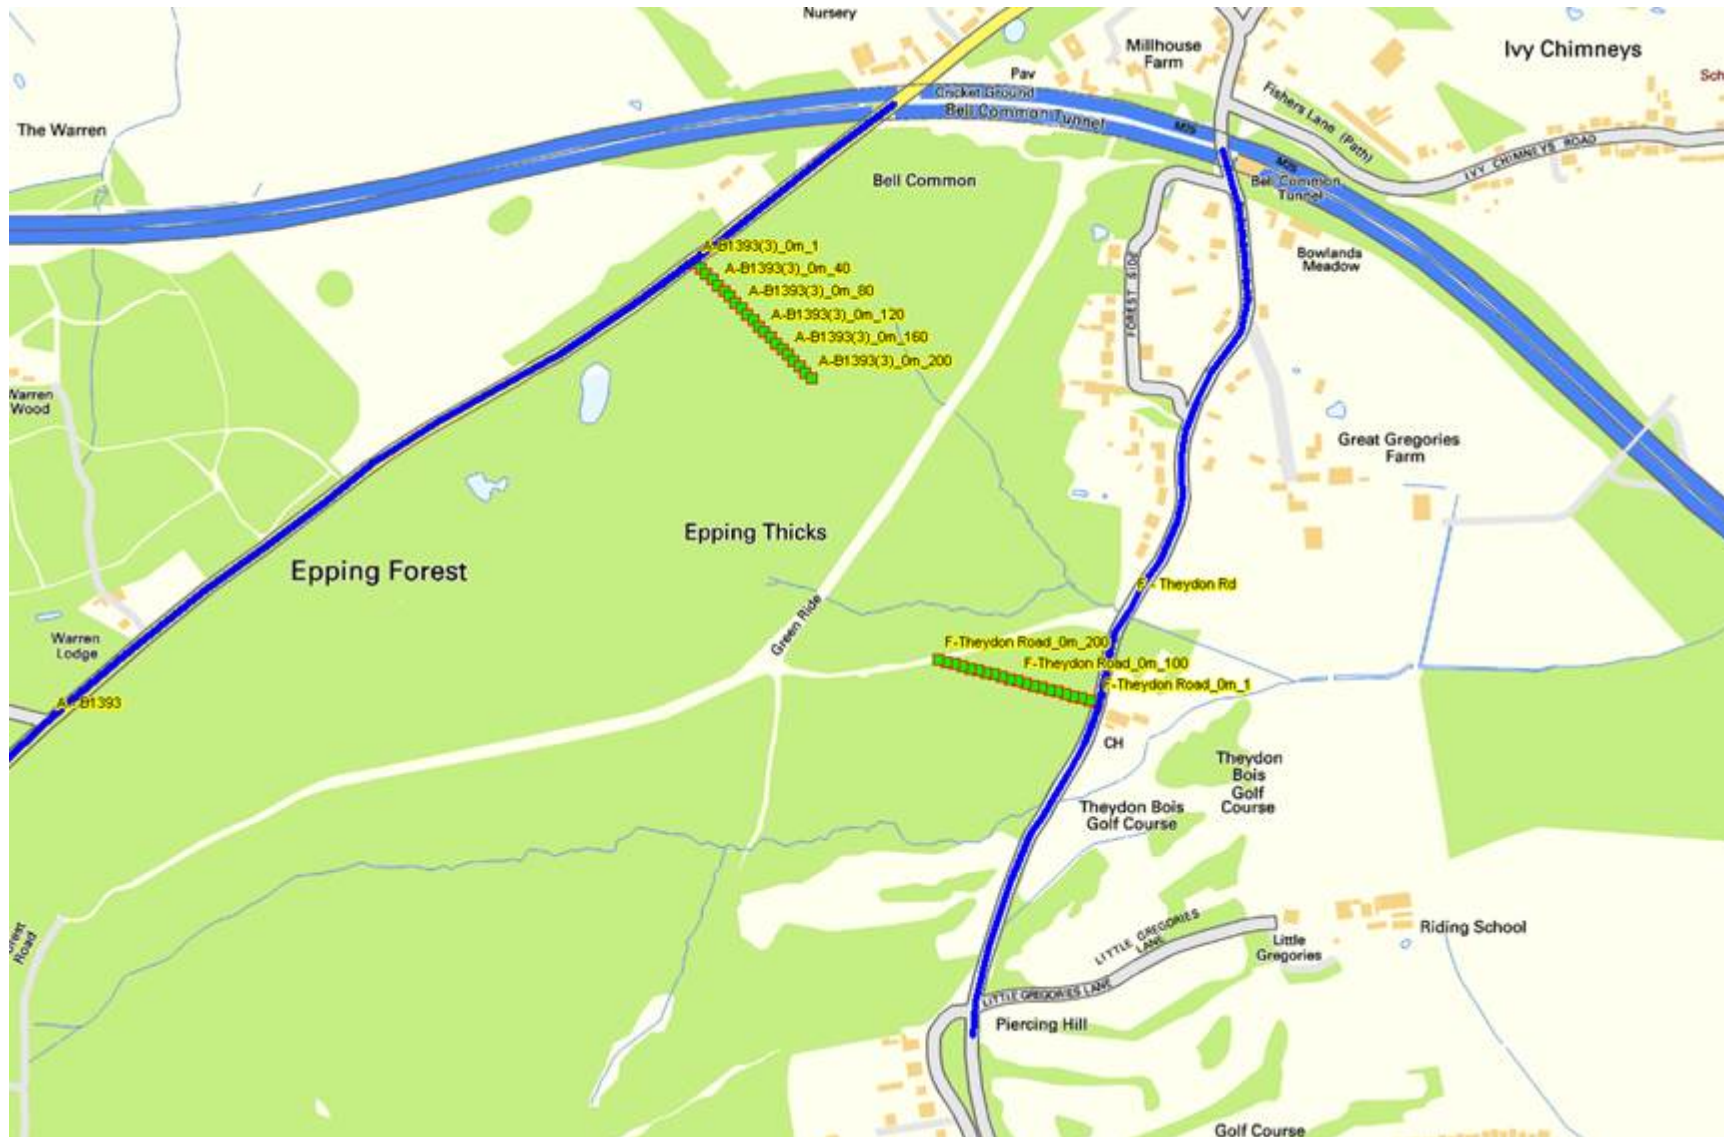 Nursery
Millhouse
Farm
Ivy Chimneys
Pav
Sch
Cricket Ground
Bell Common Tunnel
Fishers Lane (Path)
The Warren
M25
IVY CHIMNEYS ROAD
M25
Bell Common
Tunnel
Bell Common
A-B1393(3)_0m_1
Bowlands
Meadow
A-B1393(3)_0m_40
FOREST SIDE
A-B1393(3)_0m_80
A-B1393(3)_0m_120
A-B1393(3)_0m_160
A-B1393(3)_0m_200
Warren
Wood
Great Gregories
Farm
Epping Thicks
Epping Forest
F - Theydon Rd
Green Ride
Warren
Lodge
F-Theydon Road_0m_200
F-Theydon Road_0m_100
F-Theydon Road_0m_1
A - B1393
CH
Theydon
Bois
Golf
Course
Theydon Bois
Golf Course
Road
LITTLE GREGORIES
LANE
Riding School
Little
Gregories
LITTLE GREGORIES LANE
Piercing Hill
Golf Course